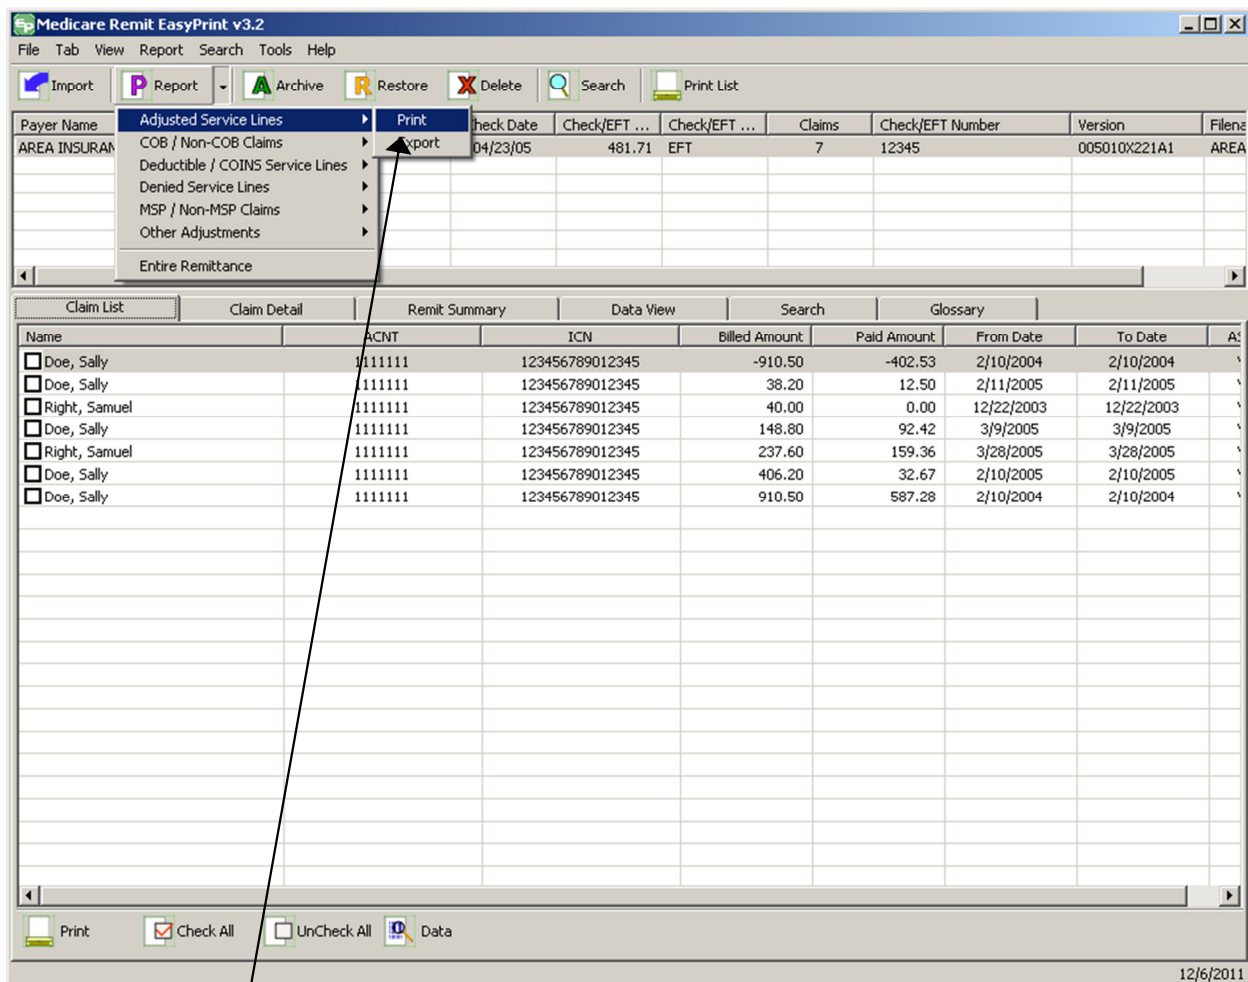 Medicare Remit EasyPrint v3.2
File Tab View Report Search Tools Help
Import Report Archive Restore Delete Search Print List
Payer Name Check Date Check/EFT ... Check/EFT ... Claims Check/EFT Number Version
AREA 04/23/05 481.71 EFT 7 12345 005010X221A1 AREA
Adjusted Service Lines Print
COB / Non-COB Claims Export
Deductible / COINS Service Lines
Denied Service Lines
MSP / Non-MSP Claims
Other Adjustments
Entire Remittance
Claim List Claim Detail Remit Summary Data View Search Glossary
Name ACNT ICN Billed Amount Paid Amount From Date To Date
Doe, Sally 1111111 123456789012345 -910.50 -402.53 2/10/2004 2/10/2004
Doe, Sally 1111111 123456789012345 38.20 12.50 2/11/2005 2/11/2005
Right, Samuel 1111111 123456789012345 40.00 0.00 12/22/2003 12/22/2003
Doe, Sally 1111111 123456789012345 148.80 92.42 3/9/2005 3/9/2005
Right, Samuel 1111111 123456789012345 237.60 159.36 3/28/2005 3/28/2005
Doe, Sally 1111111 123456789012345 406.20 32.67 2/10/2005 2/10/2005
Doe, Sally 1111111 123456789012345 910.50 587.28 2/10/2004 2/10/2004
Print Check All UnCheck All Data
12/6/2011